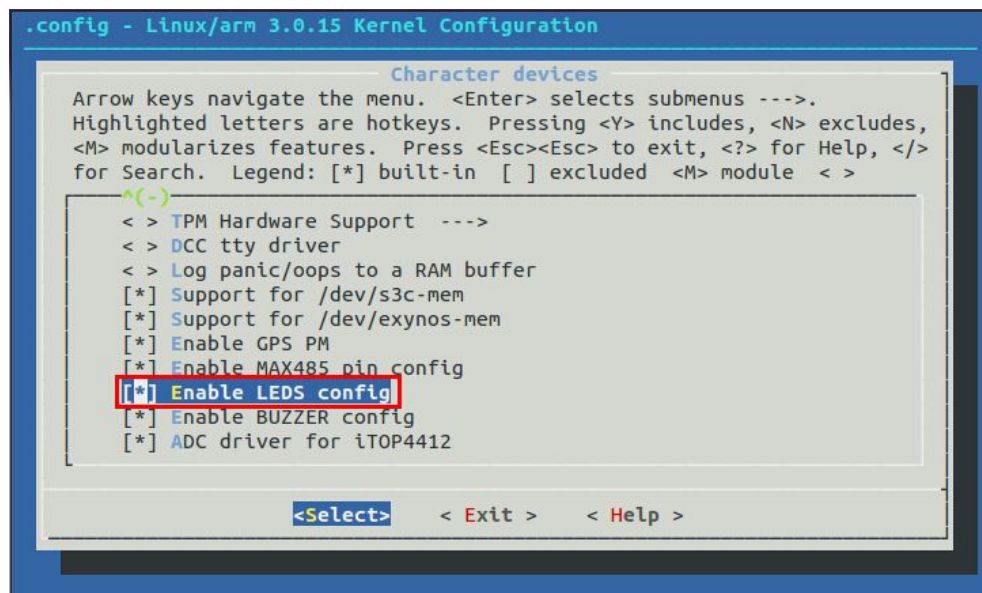 .config - Linux/arm 3.0.15 Kernel Configuration
Character devices
Arrow keys navigate the menu.  <Enter> selects submenus --->.
Highlighted letters are hotkeys.  Pressing <Y> includes, <N> excludes,
<M> modularizes features.  Press <Esc><Esc> to exit, <?> for Help, </>
for Search.  Legend: [*] built-in  [ ] excluded  <M> module  < >
^(-)
< > TPM Hardware Support  --->
< > DCC tty driver
< > Log panic/oops to a RAM buffer
[*] Support for /dev/s3c-mem
[*] Support for /dev/exynos-mem
[*] Enable GPS PM
[*] Enable MAX485 pin config
[*] Enable LEDS config
[*] Enable BUZZER config
[*] ADC driver for iTOP4412
<Select>    < Exit >    < Help >